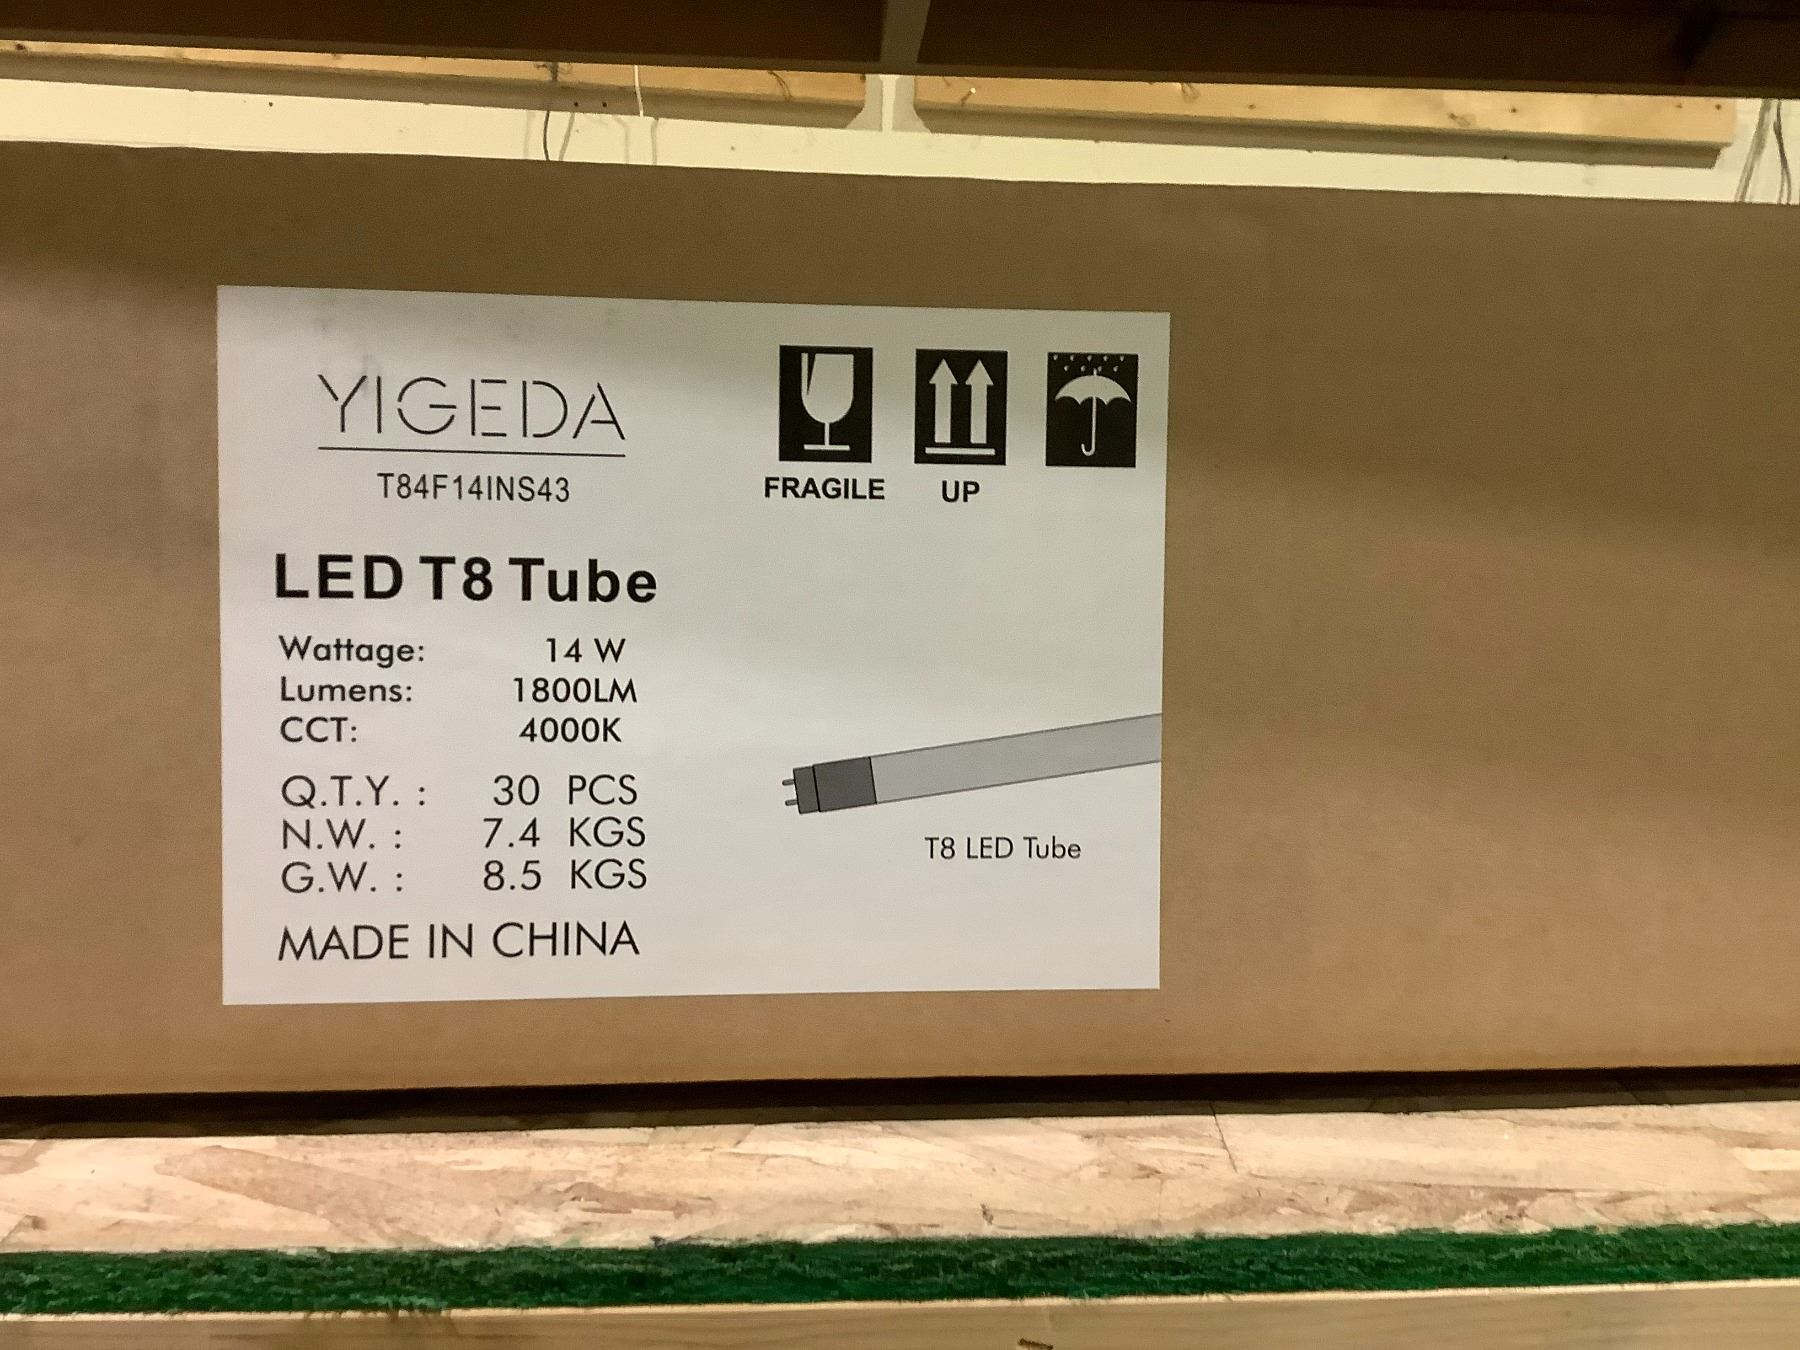 YIGEDA
T84F14INS43
FRAGILE UP
LED T8 Tube
Wattage: 14 W
Lumens: 1800LM
CCT: 4000K
Q.T.Y. : 30 PCS
N.W. : 7.4 KGS
G.W. : 8.5 KGS
MADE IN CHINA
T8 LED Tube